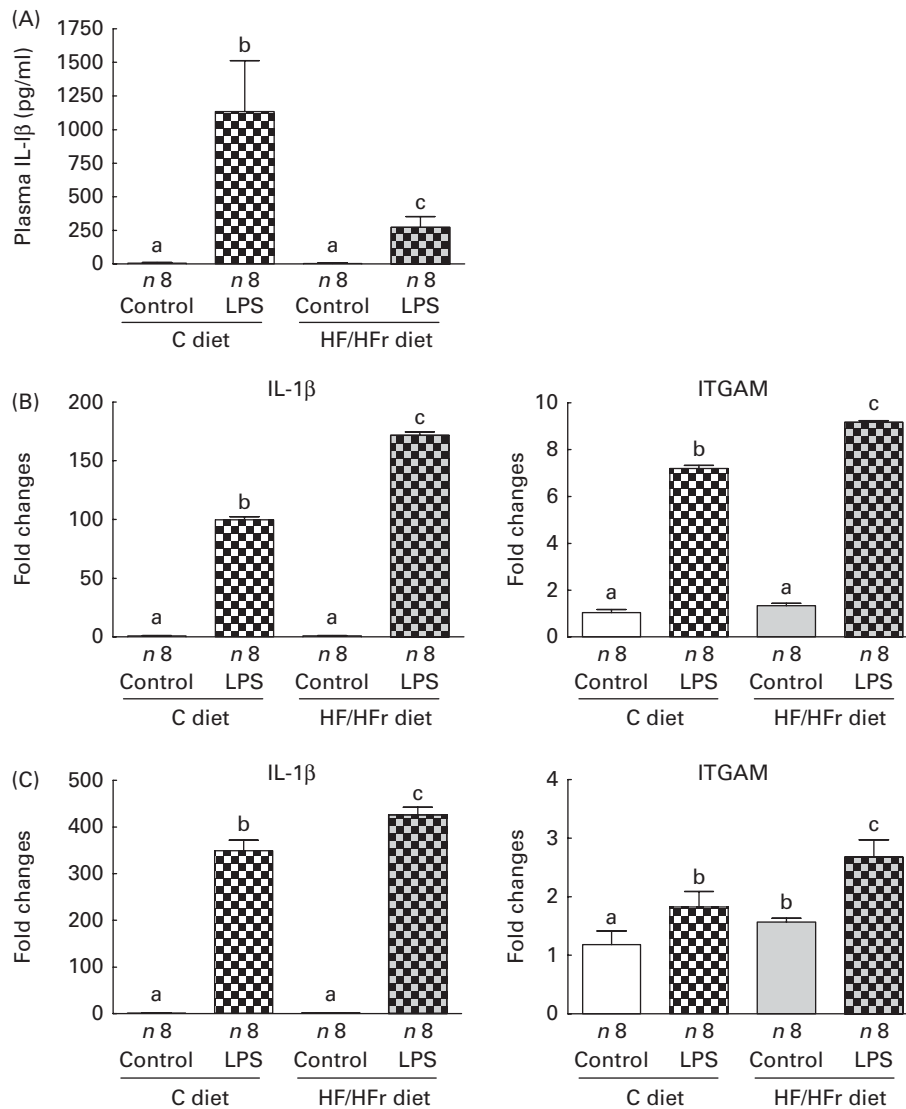 (A)
Plasma IL-Iβ (pg/ml)
1750
1500
1250
1000
750
500
250
0
a
b
a
c
n 8
n 8
n 8
n 8
Control
LPS
Control
LPS
C diet
HF/HFr diet
(B)
IL-1β
Fold changes
200
150
100
50
0
a
b
a
c
n 8
n 8
n 8
n 8
Control
LPS
Control
LPS
C diet
HF/HFr diet
ITGAM
Fold changes
10
8
6
4
2
0
a
b
a
c
n 8
n 8
n 8
n 8
Control
LPS
Control
LPS
C diet
HF/HFr diet
(C)
IL-1β
Fold changes
500
400
300
200
100
0
a
b
a
c
n 8
n 8
n 8
n 8
Control
LPS
Control
LPS
C diet
HF/HFr diet
ITGAM
Fold changes
4
3
2
1
0
a
b
b
c
n 8
n 8
n 8
n 8
Control
LPS
Control
LPS
C diet
HF/HFr diet